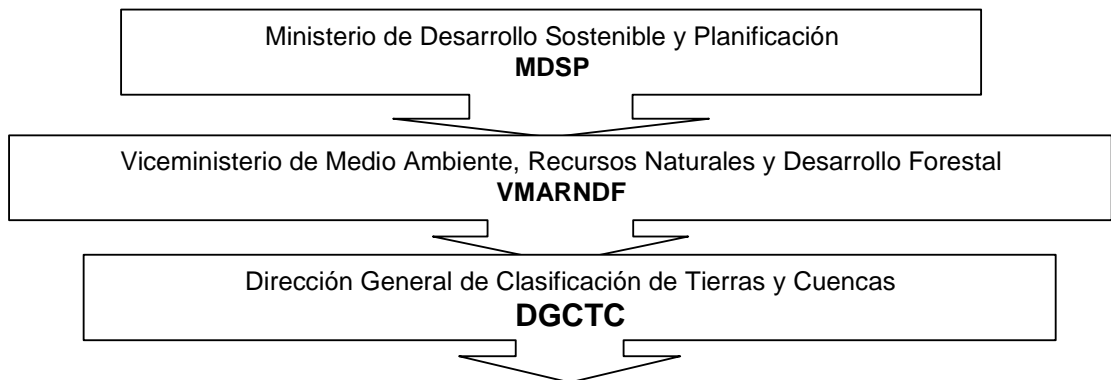 Ministerio de Desarrollo Sostenible y Planificación
MDSP
Viceministerio de Medio Ambiente, Recursos Naturales y Desarrollo Forestal
VMARNDF
Dirección General de Clasificación de Tierras y Cuencas
DGCTC